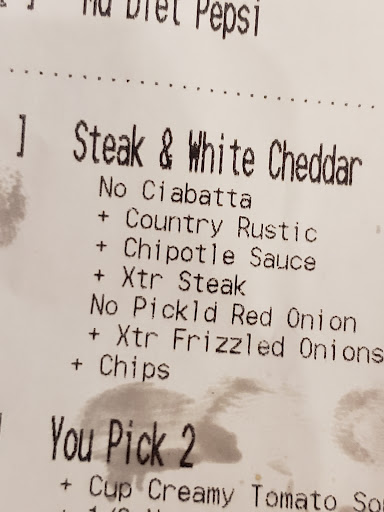 Md Diet Pepsi
] Steak & White Cheddar
No Ciabatta
+ Country Rustic
+ Chipotle Sauce
+ Xtr Steak
No Pickld Red Onion
+ Xtr Frizzled Onions
+ Chips
You Pick 2
+ Cup Creamy Tomato